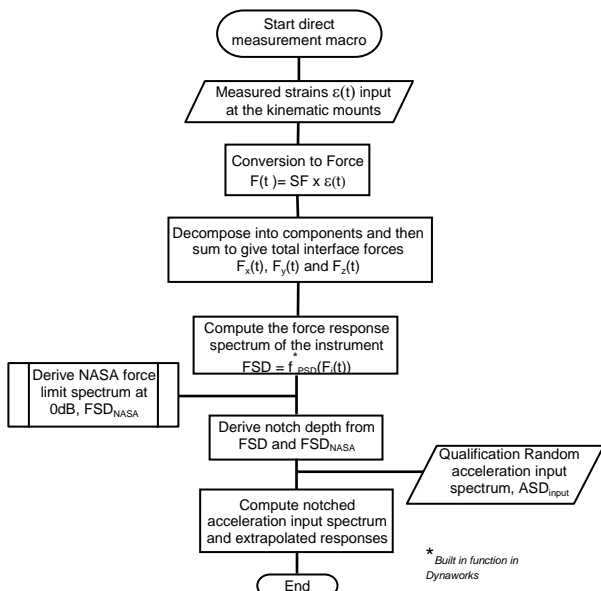 Start direct
measurement macro
Measured strains ε(t) input
at the kinematic mounts
Conversion to Force
F(t )= SF x ε(t)
Decompose into components and then
sum to give total interface forces
Fx(t), Fy(t) and Fz(t)
Compute the force response
spectrum of the instrument
FSD = f*PSD(Fi(t))
Derive NASA force
limit spectrum at
0dB, FSDNASA
Derive notch depth from
FSD and FSDNASA
Qualification Random
acceleration input
spectrum, ASDinput
Compute notched
acceleration input spectrum
and extrapolated responses
* Built in function in
Dynaworks
End